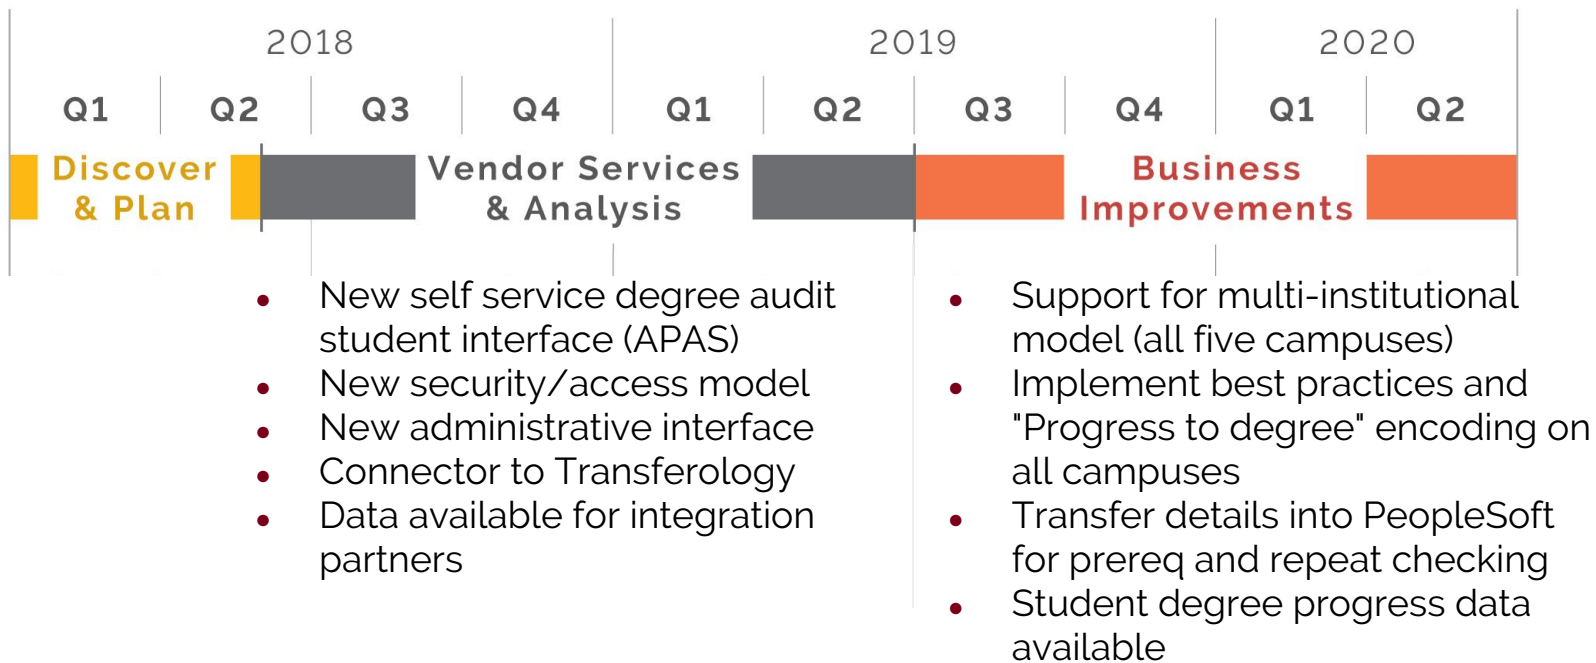 2018 2019 2020
Q1 Q2 Q3 Q4 Q1 Q2 Q3 Q4 Q1 Q2
Discover
& Plan
Vendor Services
& Analysis
Business
Improvements
• New self service degree audit
student interface (APAS)
• New security/access model
• New administrative interface
• Connector to Transferology
• Data available for integration
partners
• Support for multi-institutional
model (all five campuses)
• Implement best practices and
"Progress to degree" encoding on
all campuses
• Transfer details into PeopleSoft
for prereq and repeat checking
• Student degree progress data
available